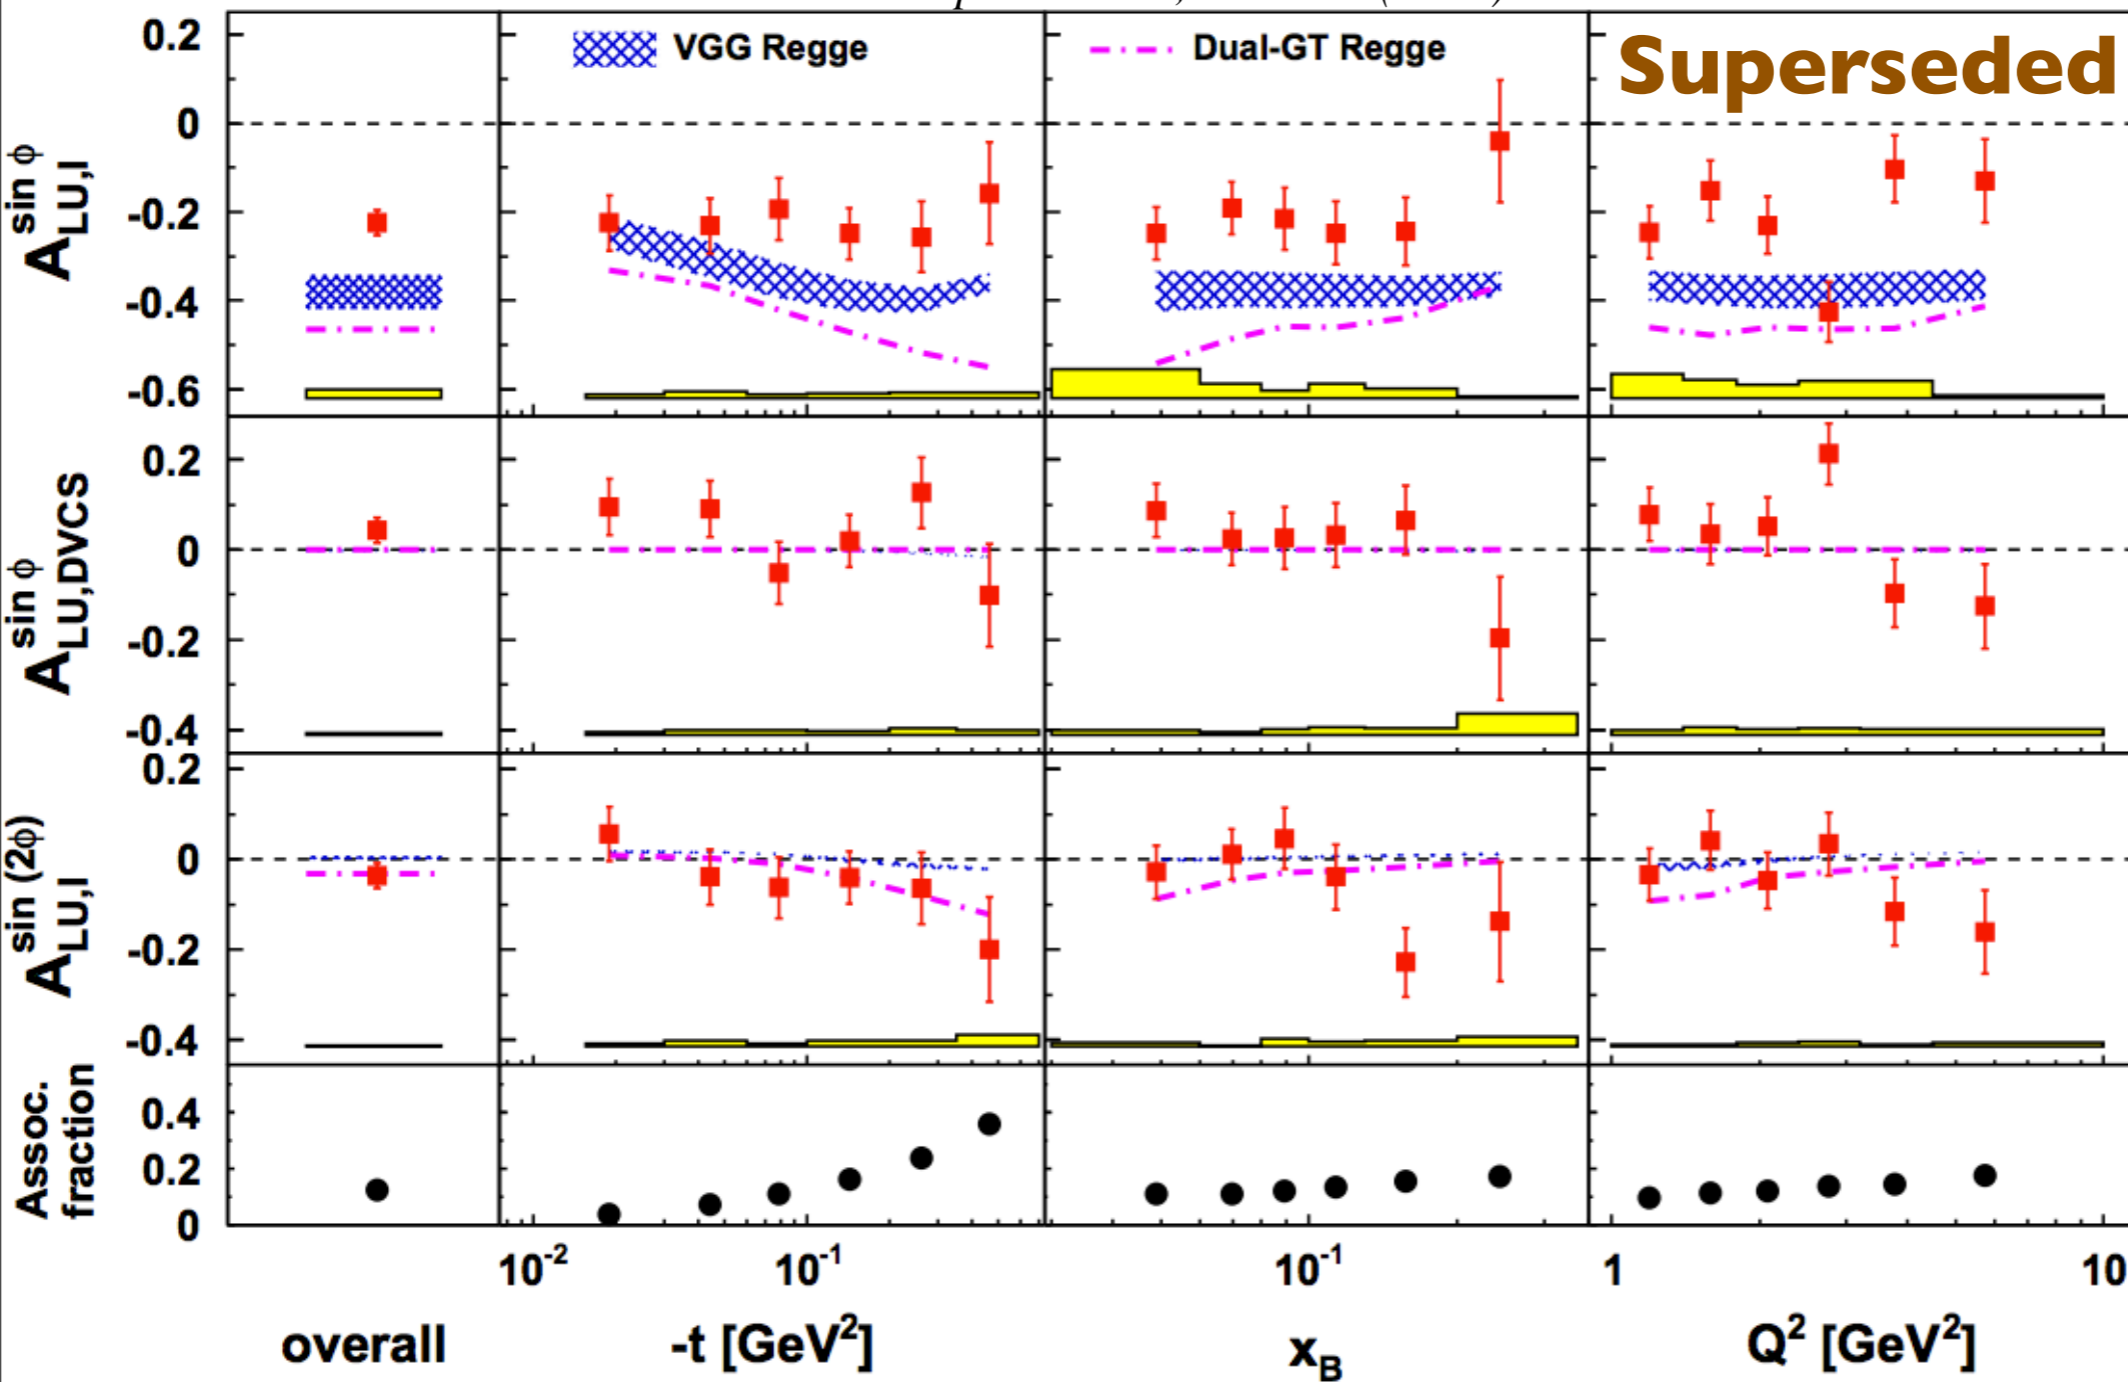 VGG Regge
Dual-GT Regge
Superseded
A sin ϕ LU,I
0.2
0
-0.2
-0.4
-0.6
A sin ϕ LU,DVCS
0.2
0
-0.2
-0.4
A sin (2ϕ) LU,I
0.2
0
-0.2
-0.4
Assoc. fraction
0.4
0.2
0
10⁻²
10⁻¹
10⁻¹
1
10
overall
-t [GeV²]
x_B
Q² [GeV²]